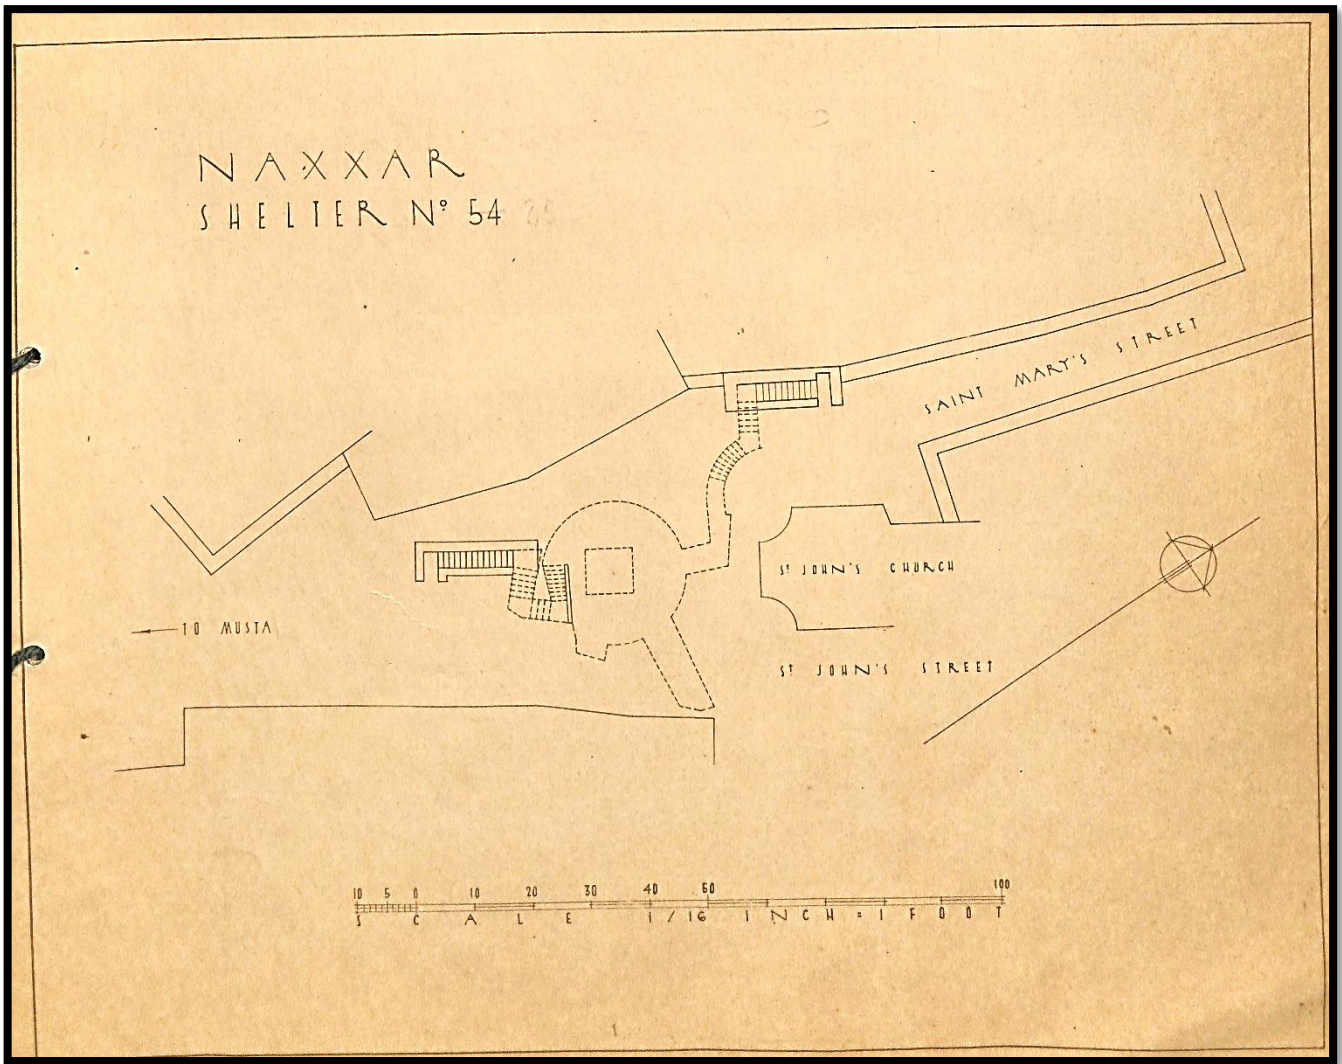 NAXXAR
SHELTER Nº 54
SAINT MARY'S STREET
Sᵗ JOHN'S CHURCH
TO MUSTA
Sᵗ JOHN'S STREET
10 5 0 10 20 30 40 50 100
SCALE 1/16 INCH = 1 FOOT